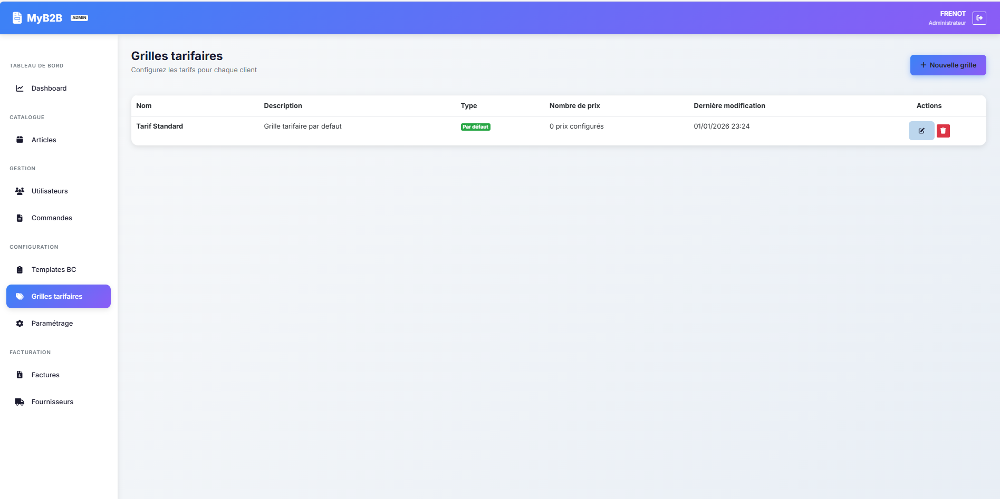 MyB2B ADMIN
FRENOT
Administrateur
TABLEAU DE BORD
Dashboard
CATALOGUE
Articles
GESTION
Utilisateurs
Commandes
CONFIGURATION
Templates BC
Grilles tarifaires
Paramétrage
FACTURATION
Factures
Fournisseurs
Grilles tarifaires
Configurez les tarifs pour chaque client
+ Nouvelle grille
Nom Description Type Nombre de prix Dernière modification Actions
Tarif Standard Grille tarifaire par defaut Par défaut 0 prix configurés 01/01/2026 23:24